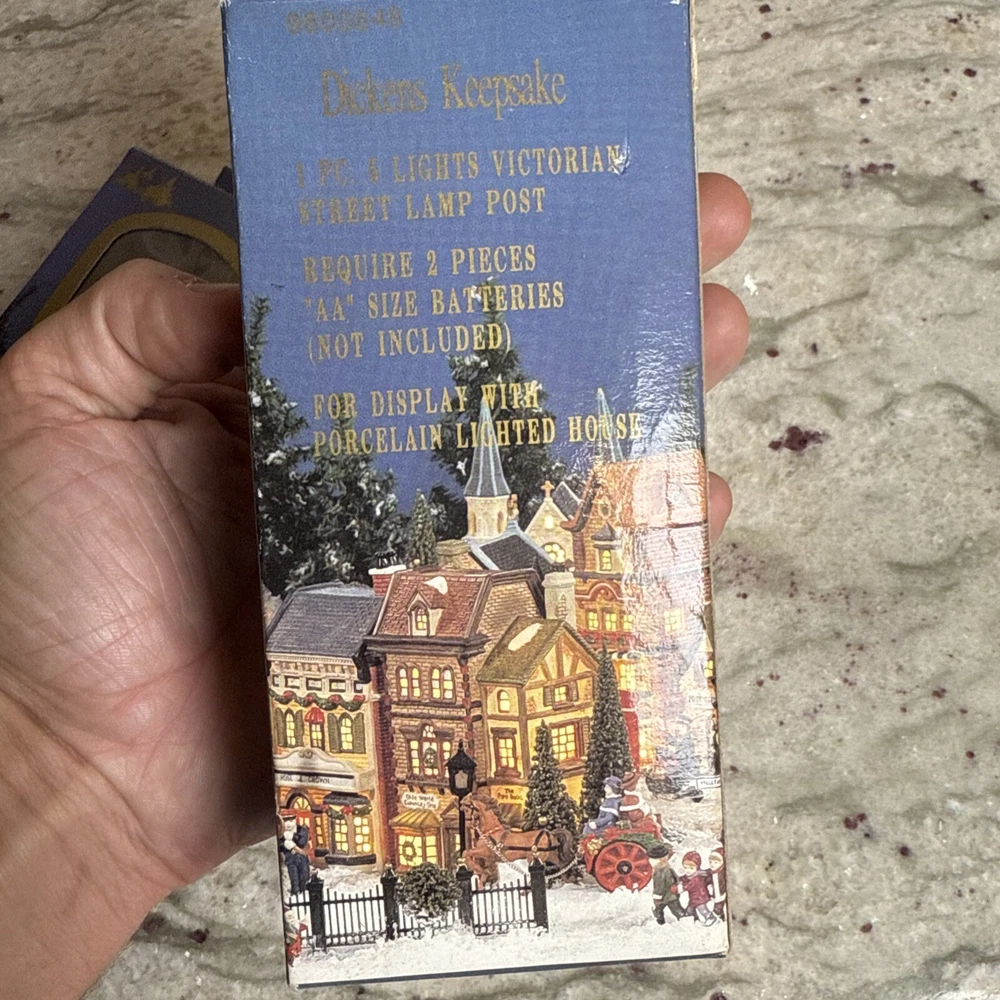 Dickens Keepsake
1 PC, LIGHTS VICTORIAN
STREET LAMP POST
REQUIRE 2 PIECES
"AA" SIZE BATTERIES
(NOT INCLUDED)
FOR DISPLAY WITH
PORCELAIN LIGHTED HOUSE